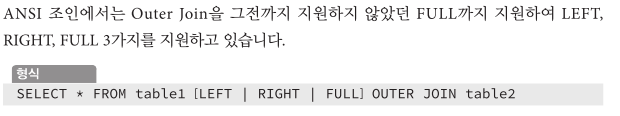 ANSI 조인에서는 Outer Join을 그전까지 지원하지 않았던 FULL까지 지원하여 LEFT,
RIGHT, FULL 3가지를 지원하고 있습니다.
형식
SELECT * FROM table1 [LEFT | RIGHT | FULL] OUTER JOIN table2